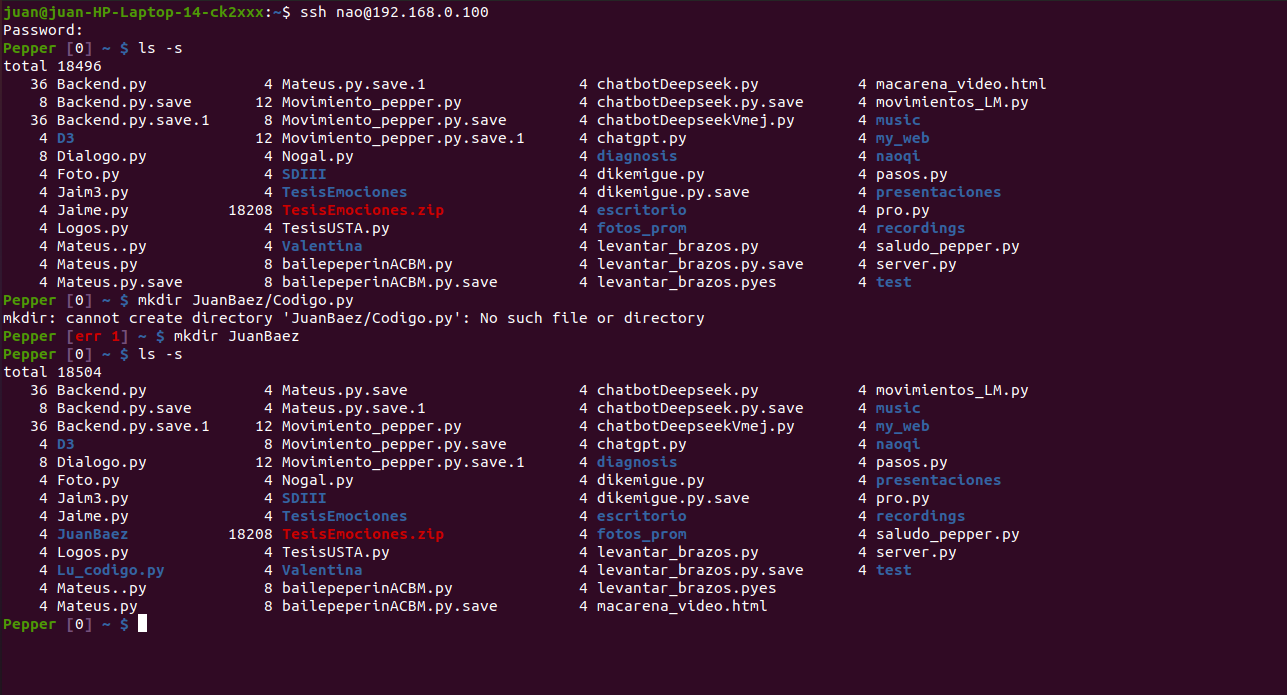 juan@juan-HP-Laptop-14-ck2xxx:~$ ssh nao@192.168.0.100
Password:
Pepper [0] ~ $ ls -s
total 18496
   36 Backend.py             4 Mateus.py.save.1                 4 chatbotDeepseek.py            4 macarena_video.html
    8 Backend.py.save       12 Movimiento_pepper.py             4 chatbotDeepseek.py.save       4 movimientos_LM.py
   36 Backend.py.save.1      8 Movimiento_pepper.py.save        4 chatbotDeepseekVmej.py        4 music
    4 D3                    12 Movimiento_pepper.py.save.1      4 chatgpt.py                    4 my_web
    8 Dialogo.py             4 Nogal.py                         4 diagnosis                     4 naoqi
    4 Foto.py                4 SDIII                            4 dikemigue.py                  4 pasos.py
    4 Jaim3.py               4 TesisEmociones                   4 dikemigue.py.save             4 presentaciones
    4 Jaime.py           18208 TesisEmociones.zip               4 escritorio                    4 pro.py
    4 Logos.py               4 TesisUSTA.py                     4 fotos_prom                    4 recordings
    4 Mateus..py             4 Valentina                        4 levantar_brazos.py            4 saludo_pepper.py
    4 Mateus.py              8 bailepeperinACBM.py              4 levantar_brazos.py.save       4 server.py
    4 Mateus.py.save         8 bailepeperinACBM.py.save         4 levantar_brazos.pyes          4 test
Pepper [0] ~ $ mkdir JuanBaez/Codigo.py
mkdir: cannot create directory 'JuanBaez/Codigo.py': No such file or directory
Pepper [err 1] ~ $ mkdir JuanBaez
Pepper [0] ~ $ ls -s
total 18504
   36 Backend.py             4 Mateus.py.save                   4 chatbotDeepseek.py            4 movimientos_LM.py
    8 Backend.py.save        4 Mateus.py.save.1                 4 chatbotDeepseek.py.save       4 music
   36 Backend.py.save.1     12 Movimiento_pepper.py             4 chatbotDeepseekVmej.py        4 my_web
    4 D3                     8 Movimiento_pepper.py.save        4 chatgpt.py                    4 naoqi
    8 Dialogo.py            12 Movimiento_pepper.py.save.1      4 diagnosis                     4 pasos.py
    4 Foto.py                4 Nogal.py                         4 dikemigue.py                  4 presentaciones
    4 Jaim3.py               4 SDIII                            4 dikemigue.py.save             4 pro.py
    4 Jaime.py               4 TesisEmociones                   4 escritorio                    4 recordings
    4 JuanBaez           18208 TesisEmociones.zip               4 fotos_prom                    4 saludo_pepper.py
    4 Logos.py               4 TesisUSTA.py                     4 levantar_brazos.py            4 server.py
    4 Lu_codigo.py           4 Valentina                        4 levantar_brazos.py.save       4 test
    4 Mateus..py             8 bailepeperinACBM.py              4 levantar_brazos.pyes
    4 Mateus.py              8 bailepeperinACBM.py.save         4 macarena_video.html
Pepper [0] ~ $